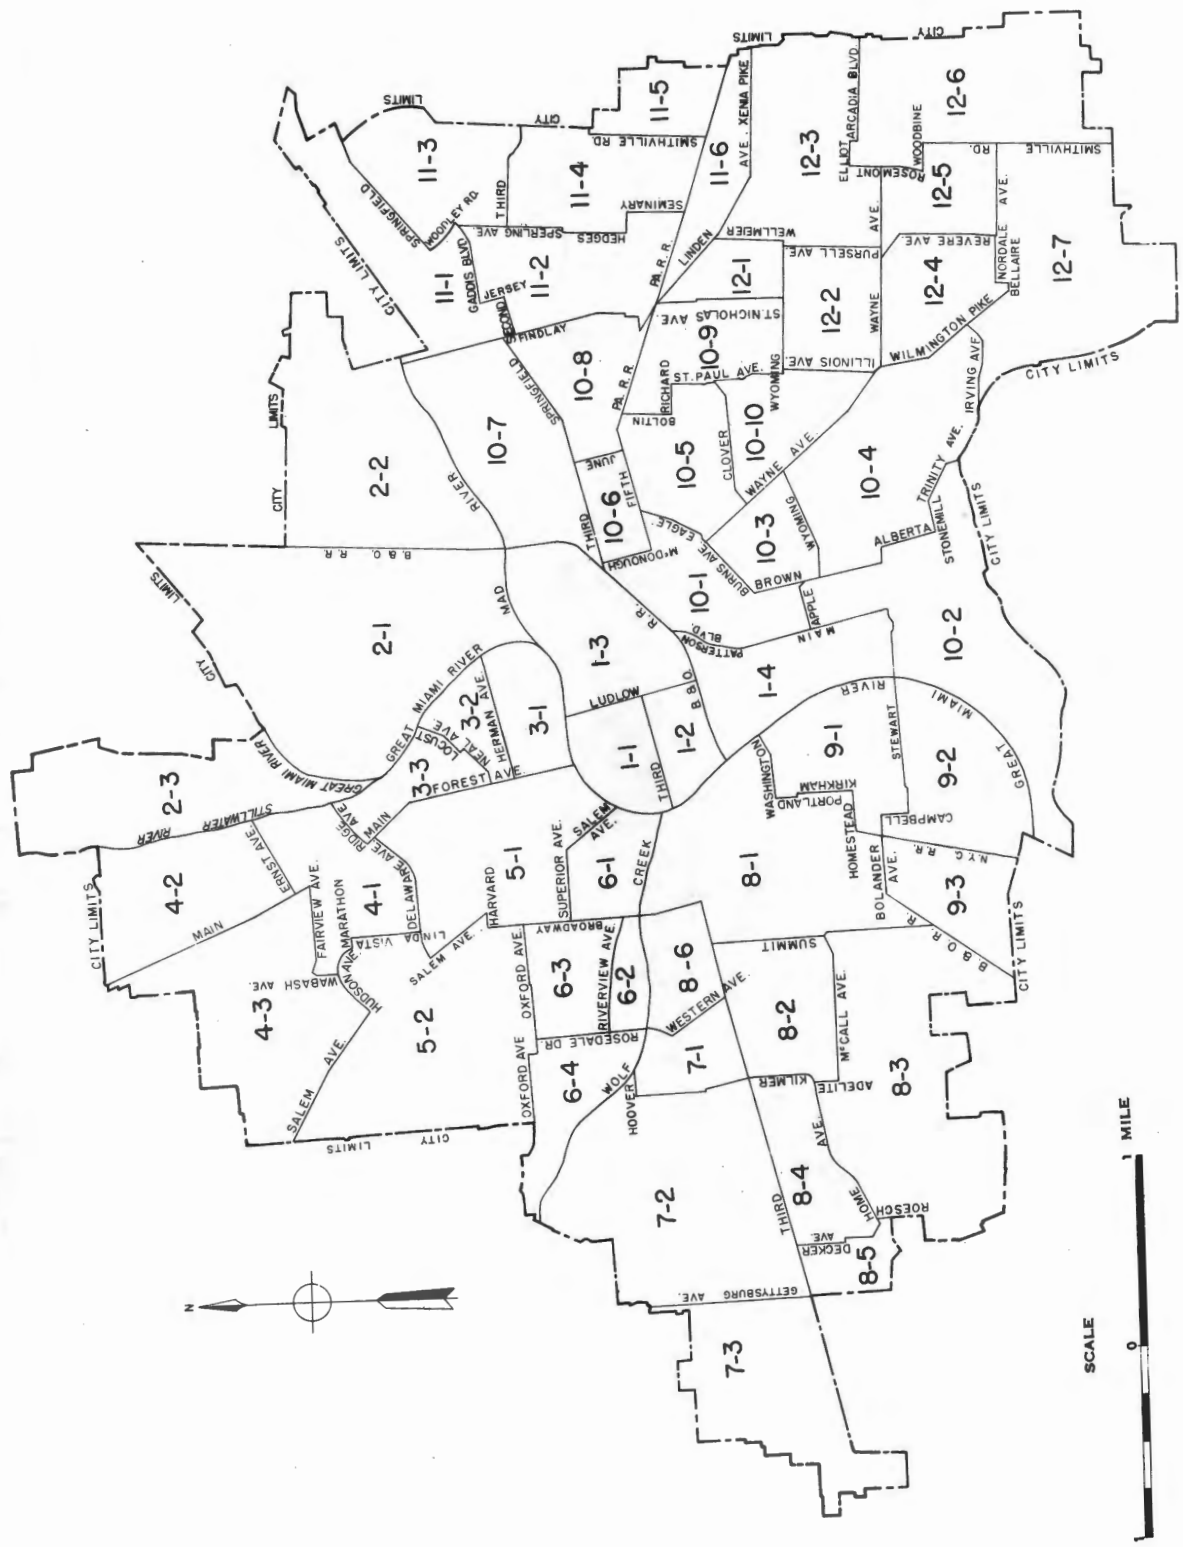 CITY LIMITS
CITY LIMITS
CITY LIMITS
CITY LIMITS
CITY LIMITS
CITY LIMITS
CITY LIMITS
CITY LIMITS
CITY LIMITS
CITY LIMITS
2-3
4-2
STILLWATER RIVER
GREAT MIAMI RIVER
GREAT MIAMI RIVER
MAIN
ERNST AVE.
FAIRVIEW AVE.
MARATHON
WABASH AVE.
HUDSON AVE.
LINDA VISTA
4-3
4-1
RIDGE AVE.
MAIN
DELAWARE AVE.
SALEM AVE.
SALEM AVE.
HARVARD
5-2
5-1
3-3
FOREST AVE.
LOCUST
NEAL AVE.
3-2
HERMAN AVE.
3-1
2-1
B. & O. R. R.
2-2
MAD
RIVER
10-7
SPRINGFIELD
SPRINGFIELD
WOODLEY RD.
11-3
11-1
GADDIS BLVD.
JERSEY
SECOND
FINDLAY
11-2
THIRD
SPERLING AVE.
HEDGES
11-4
SEMINARY
SMITHVILLE RD.
11-5
11-6
LINDEN
AVE.
XENIA PIKE
PA. R. R.
PA. R. R.
10-8
JUNE
THIRD
10-6
FIFTH
McDONOUGH
EAGLE
BURNS AVE.
BROWN
BOLTIN
RICHARD
ST. PAUL AVE.
10-9
ST. NICHOLAS AVE.
12-1
WELLMEIER
12-3
ELLIOT
ARCADIA BLVD.
12-6
WOODBINE
ROSEMONT
SMITHVILLE
RD.
12-5
NORDALE AVE.
BELLAIRE
REVERE AVE.
12-4
12-7
PURSELL AVE.
AVE.
WAYNE
12-2
ILLINOIS AVE.
WYOMING
WILMINGTON PIKE
IRVING AVE.
TRINITY AVE.
STONEMILL
ALBERTA
10-4
10-5
CLOVER
10-10
WAYNE AVE.
WYOMING
10-3
10-1
APPLE
MAIN
PATTERSON BLVD.
10-2
1-3
R. R.
B. & O.
LUDLOW
1-1
THIRD
1-2
1-4
GREAT
MIAMI
RIVER
STEWART
9-1
9-2
WASHINGTON
PORTLAND
KIRKHAM
HOMESTEAD
CAMPBELL
N.Y.C. R. R.
BOLANDER AVE.
9-3
B. & O. R. R.
SUPERIOR AVE.
SALEM AVE.
6-1
CREEK
BROADWAY
OXFORD AVE.
OXFORD AVE
6-3
RIVERVIEW AVE.
6-2
6-4
ROSEDALE DR.
WOLF
HOOVER
8-6
WESTERN AVE.
7-1
8-1
SUMMIT
8-2
McCALL AVE.
KILMER
ADELITE
8-3
AVE.
HOME
8-4
ROESCH
DECKER AVE.
8-5
THIRD
7-2
GETTYSBURG AVE.
7-3
N
SCALE
1 MILE
0
1